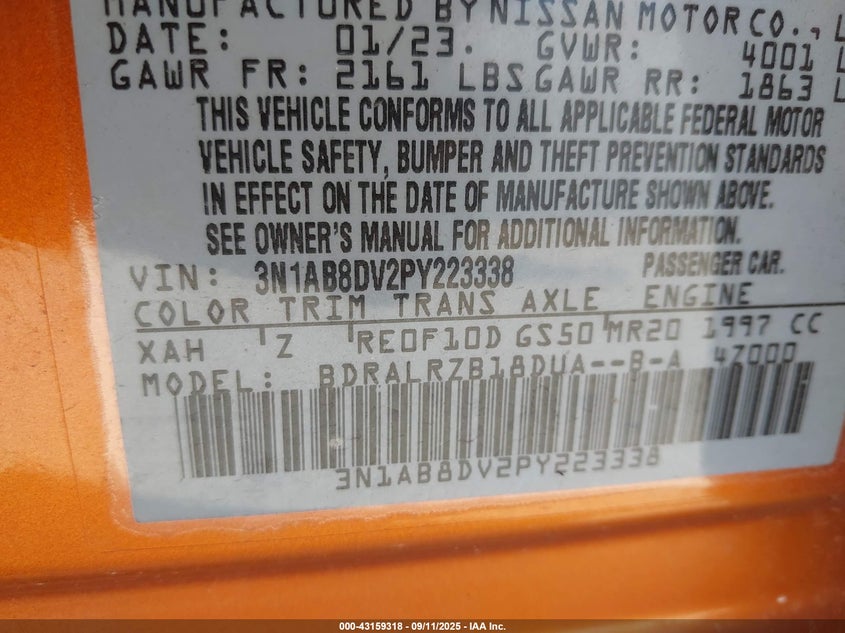 MANUFACTURED BY NISSAN MOTOR CO., L
DATE: 01/23. GVWR: 4001 L
GAWR FR: 2161 LBS GAWR RR: 1863 L
THIS VEHICLE CONFORMS TO ALL APPLICABLE FEDERAL MOTOR
VEHICLE SAFETY, BUMPER AND THEFT PREVENTION STANDARDS
IN EFFECT ON THE DATE OF MANUFACTURE SHOWN ABOVE.
SEE OWNER'S MANUAL FOR ADDITIONAL INFORMATION.
VIN: 3N1AB8DV2PY223338 PASSENGER CAR.
COLOR TRIM TRANS AXLE ENGINE
XAH Z RE0F10D GS50 MR20 1997 CC
MODEL: BDRALRZB18DUA--B-A 47000
3N1AB8DV2PY223338
000-43159318 - 09/11/2025 - IAA Inc.